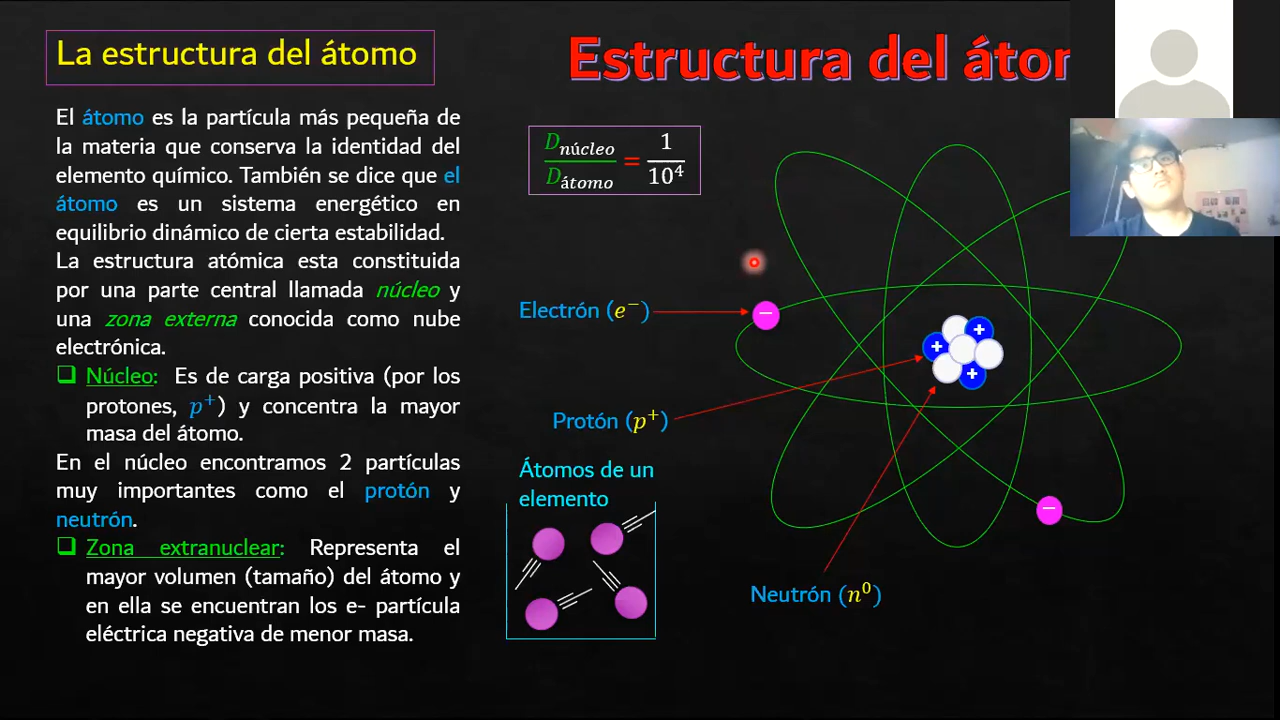 La estructura del átomo
Estructura del áto
El átomo es la partícula más pequeña de
la materia que conserva la identidad del
elemento químico. También se dice que el
átomo es un sistema energético en
equilibrio dinámico de cierta estabilidad.
La estructura atómica esta constituida
por una parte central llamada núcleo y
una zona externa conocida como nube
electrónica.
❑ Núcleo: Es de carga positiva (por los
protones, p⁺) y concentra la mayor
masa del átomo.
En el núcleo encontramos 2 partículas
muy importantes como el protón y
neutrón.
❑ Zona extranuclear: Representa el
mayor volumen (tamaño) del átomo y
en ella se encuentran los e- partícula
eléctrica negativa de menor masa.
D núcleo / D átomo = 1 / 10⁴
Electrón (e⁻)
Protón (p⁺)
Átomos de un
elemento
Neutrón (n⁰)
−
+
+
+
−